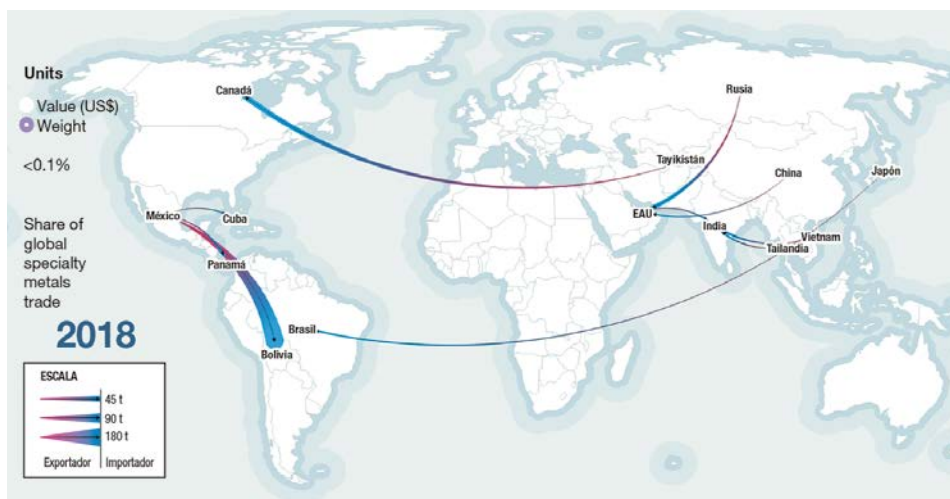 Units
Value (US$)
Weight
<0.1%
Share of
global
specialty
metals
trade
2018
ESCALA
45 t
90 t
180 t
Exportador
Importador
Canadá
Rusia
Tayikistán
China
Japón
México
Cuba
EAU
India
Vietnam
Tailandia
Panamá
Brasil
Bolivia